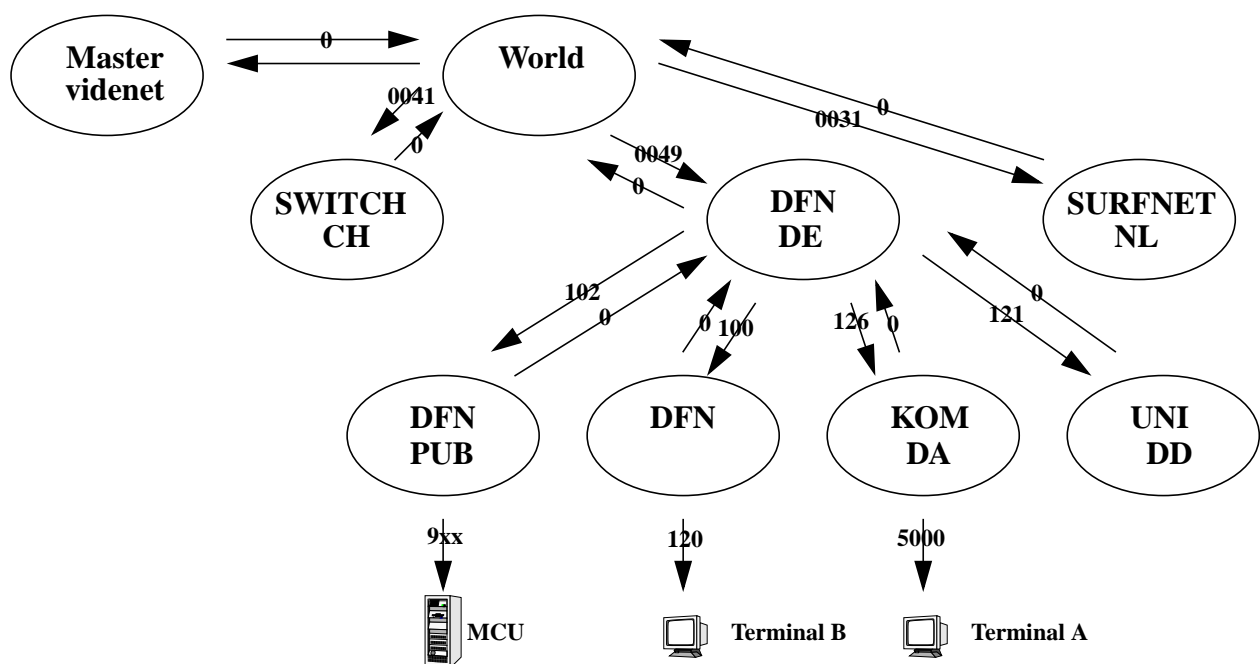 Master
videnet
0
World
0041
0
0049
0
0
0031
SWITCH
CH
DFN
DE
SURFNET
NL
102
0
0
100
126
0
0
121
DFN
PUB
DFN
KOM
DA
UNI
DD
9xx
120
5000
MCU
Terminal B
Terminal A